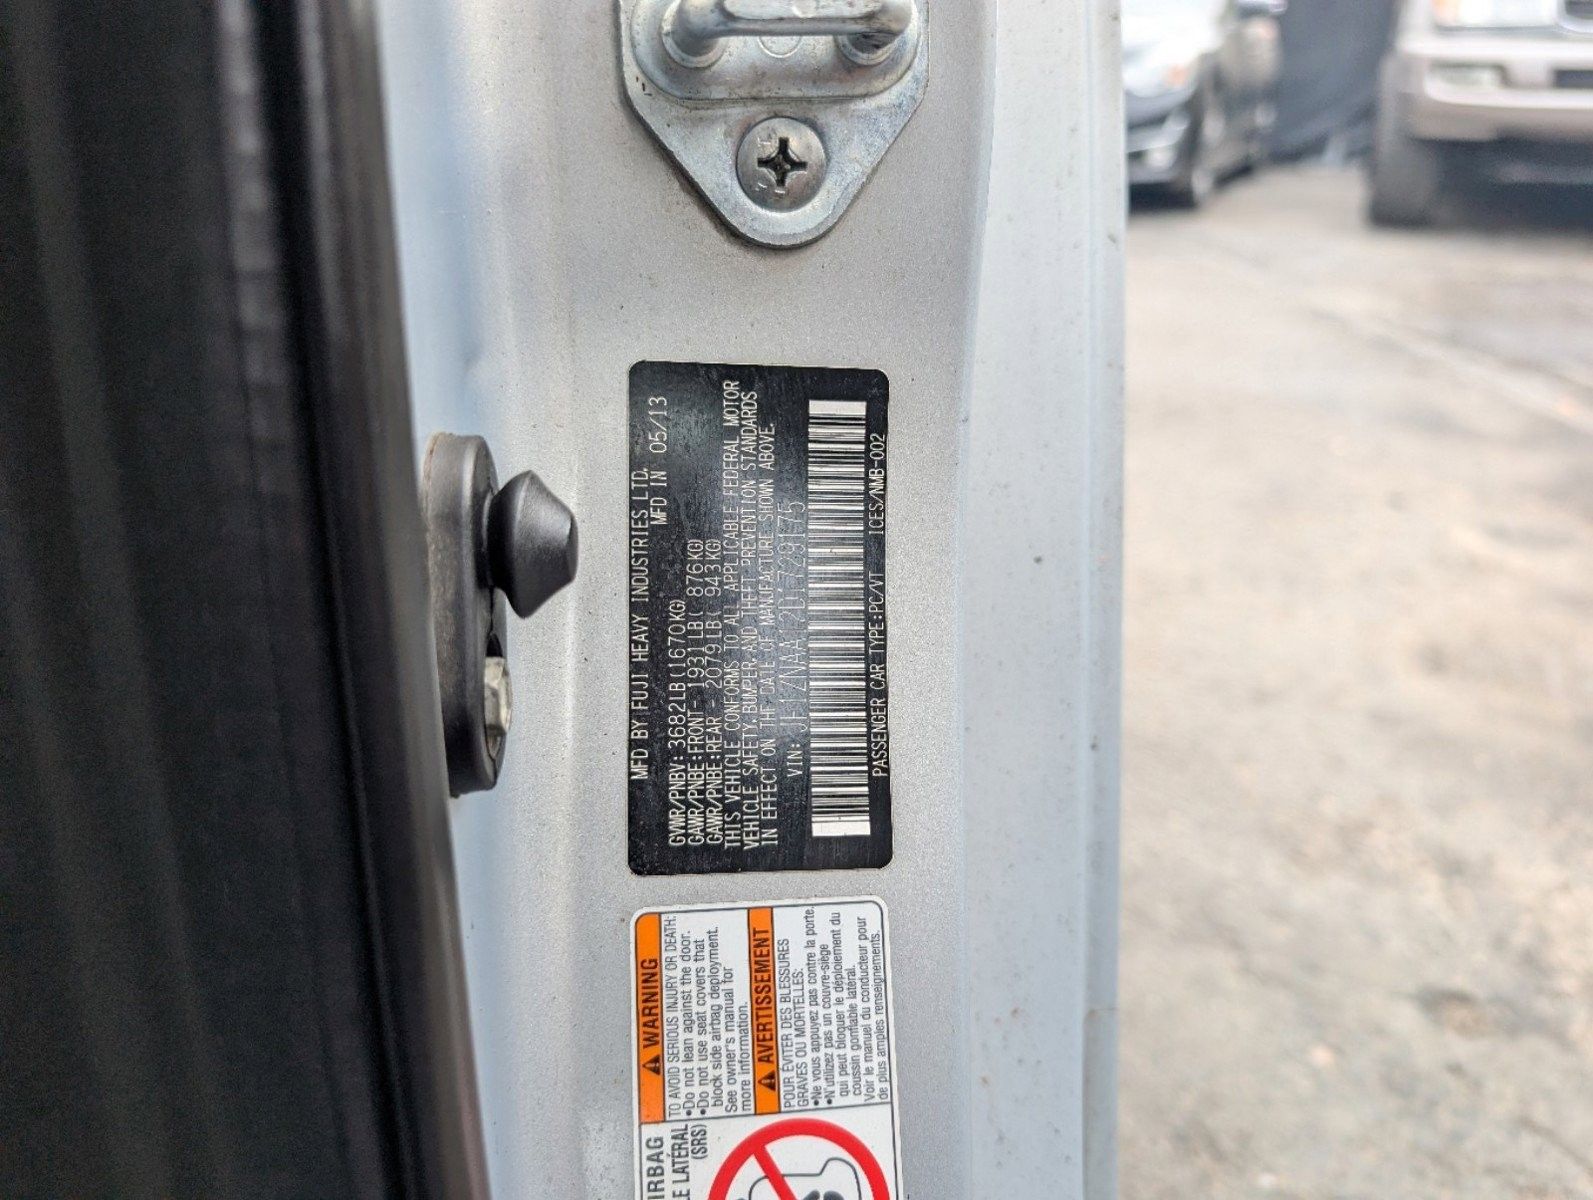 MFD BY FUJI HEAVY INDUSTRIES LTD.
MFD IN 05/13
GVWR/PNBV: 3682LB(1670KG)
GAWR/PNBE:FRONT-1931LB( 876KG)
GAWR/PNBE:REAR - 2079LB( 943KG)
THIS VEHICLE CONFORMS TO ALL APPLICABLE FEDERAL MOTOR
VEHICLE SAFETY, BUMPER, AND THEFT PREVENTION STANDARDS
IN EFFECT ON THE DATE OF MANUFACTURE SHOWN ABOVE.
VIN: JF1ZNAA12D1729175
PASSENGER CAR TYPE:PC/VT ICES/NMB-002
WARNING
TO AVOID SERIOUS INJURY OR DEATH:
•Do not lean against the door.
•Do not use seat covers that
block side airbag deployment.
See owner's manual for
more information.
AVERTISSEMENT
POUR ÉVITER DES BLESSURES
GRAVES OU MORTELLES:
•Ne vous appuyez pas contre la porte.
•N'utilisez pas un couvre-siège
qui peut bloquer le déploiement du
coussin gonflable latéral.
Voir le manuel du conducteur pour
de plus amples renseignements.
IRBAG
LE LATÉRAL
(SRS)